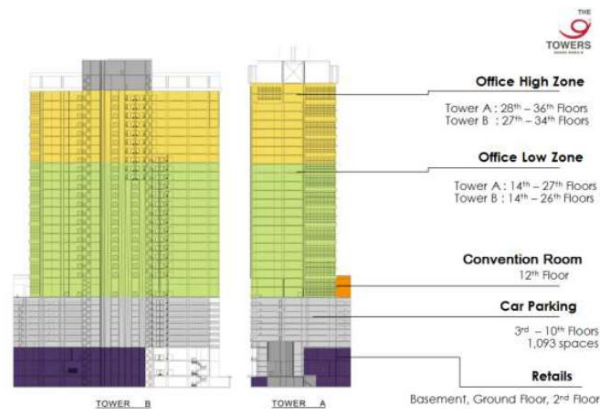 THE
9
TOWERS
Office High Zone
Tower A : 28th – 36th Floors
Tower B : 27th – 34th Floors
Office Low Zone
Tower A : 14th – 27th Floors
Tower B : 14th – 26th Floors
Convention Room
12th Floor
Car Parking
3rd – 10th Floors
1,093 spaces
Retails
Basement, Ground Floor, 2nd Floor
TOWER B
TOWER A